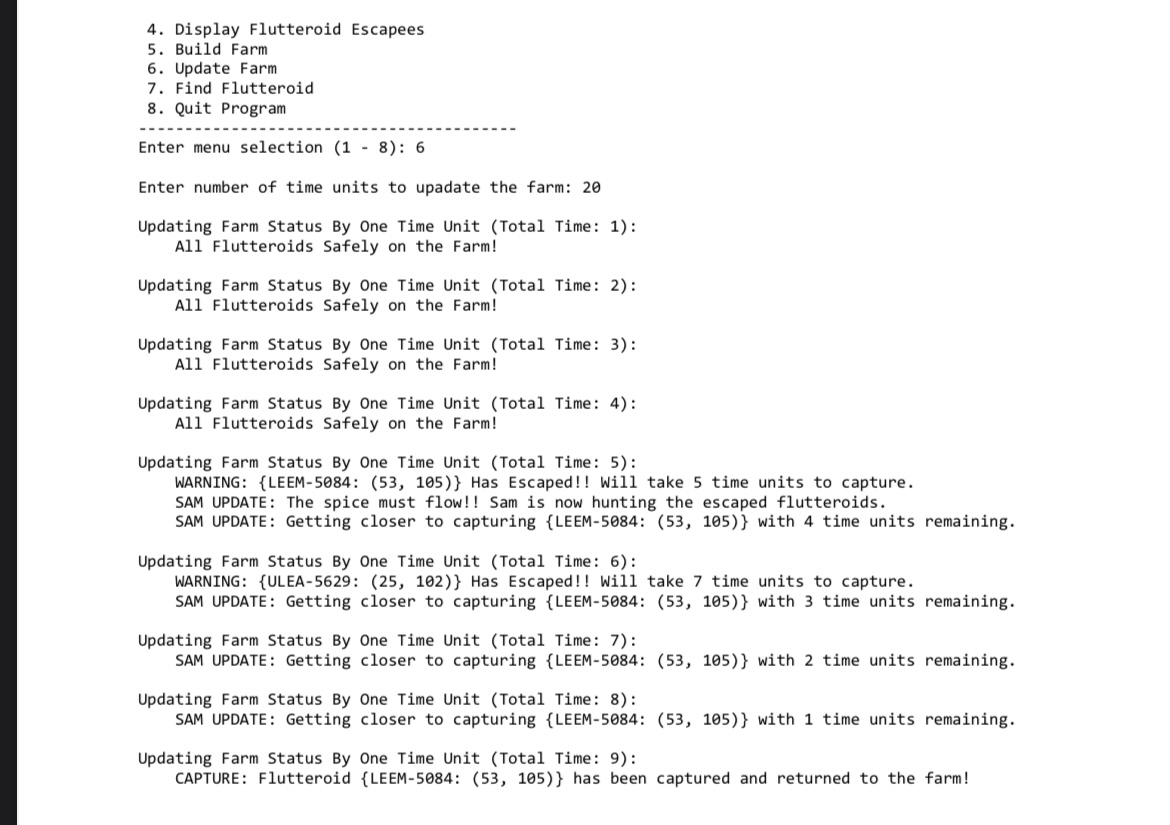 4. Display Flutteroid Escapees
5. Build Farm
6. Update Farm
7. Find Flutteroid
8. Quit Program
-----------------------------------------
Enter menu selection (1 - 8): 6
Enter number of time units to upadate the farm: 20
Updating Farm Status By One Time Unit (Total Time: 1):
All Flutteroids Safely on the Farm!
Updating Farm Status By One Time Unit (Total Time: 2):
All Flutteroids Safely on the Farm!
Updating Farm Status By One Time Unit (Total Time: 3):
All Flutteroids Safely on the Farm!
Updating Farm Status By One Time Unit (Total Time: 4):
All Flutteroids Safely on the Farm!
Updating Farm Status By One Time Unit (Total Time: 5):
WARNING: {LEEM-5084: (53, 105)} Has Escaped!! Will take 5 time units to capture.
SAM UPDATE: The spice must flow!! Sam is now hunting the escaped flutteroids.
SAM UPDATE: Getting closer to capturing {LEEM-5084: (53, 105)} with 4 time units remaining.
Updating Farm Status By One Time Unit (Total Time: 6):
WARNING: {ULEA-5629: (25, 102)} Has Escaped!! Will take 7 time units to capture.
SAM UPDATE: Getting closer to capturing {LEEM-5084: (53, 105)} with 3 time units remaining.
Updating Farm Status By One Time Unit (Total Time: 7):
SAM UPDATE: Getting closer to capturing {LEEM-5084: (53, 105)} with 2 time units remaining.
Updating Farm Status By One Time Unit (Total Time: 8):
SAM UPDATE: Getting closer to capturing {LEEM-5084: (53, 105)} with 1 time units remaining.
Updating Farm Status By One Time Unit (Total Time: 9):
CAPTURE: Flutteroid {LEEM-5084: (53, 105)} has been captured and returned to the farm!